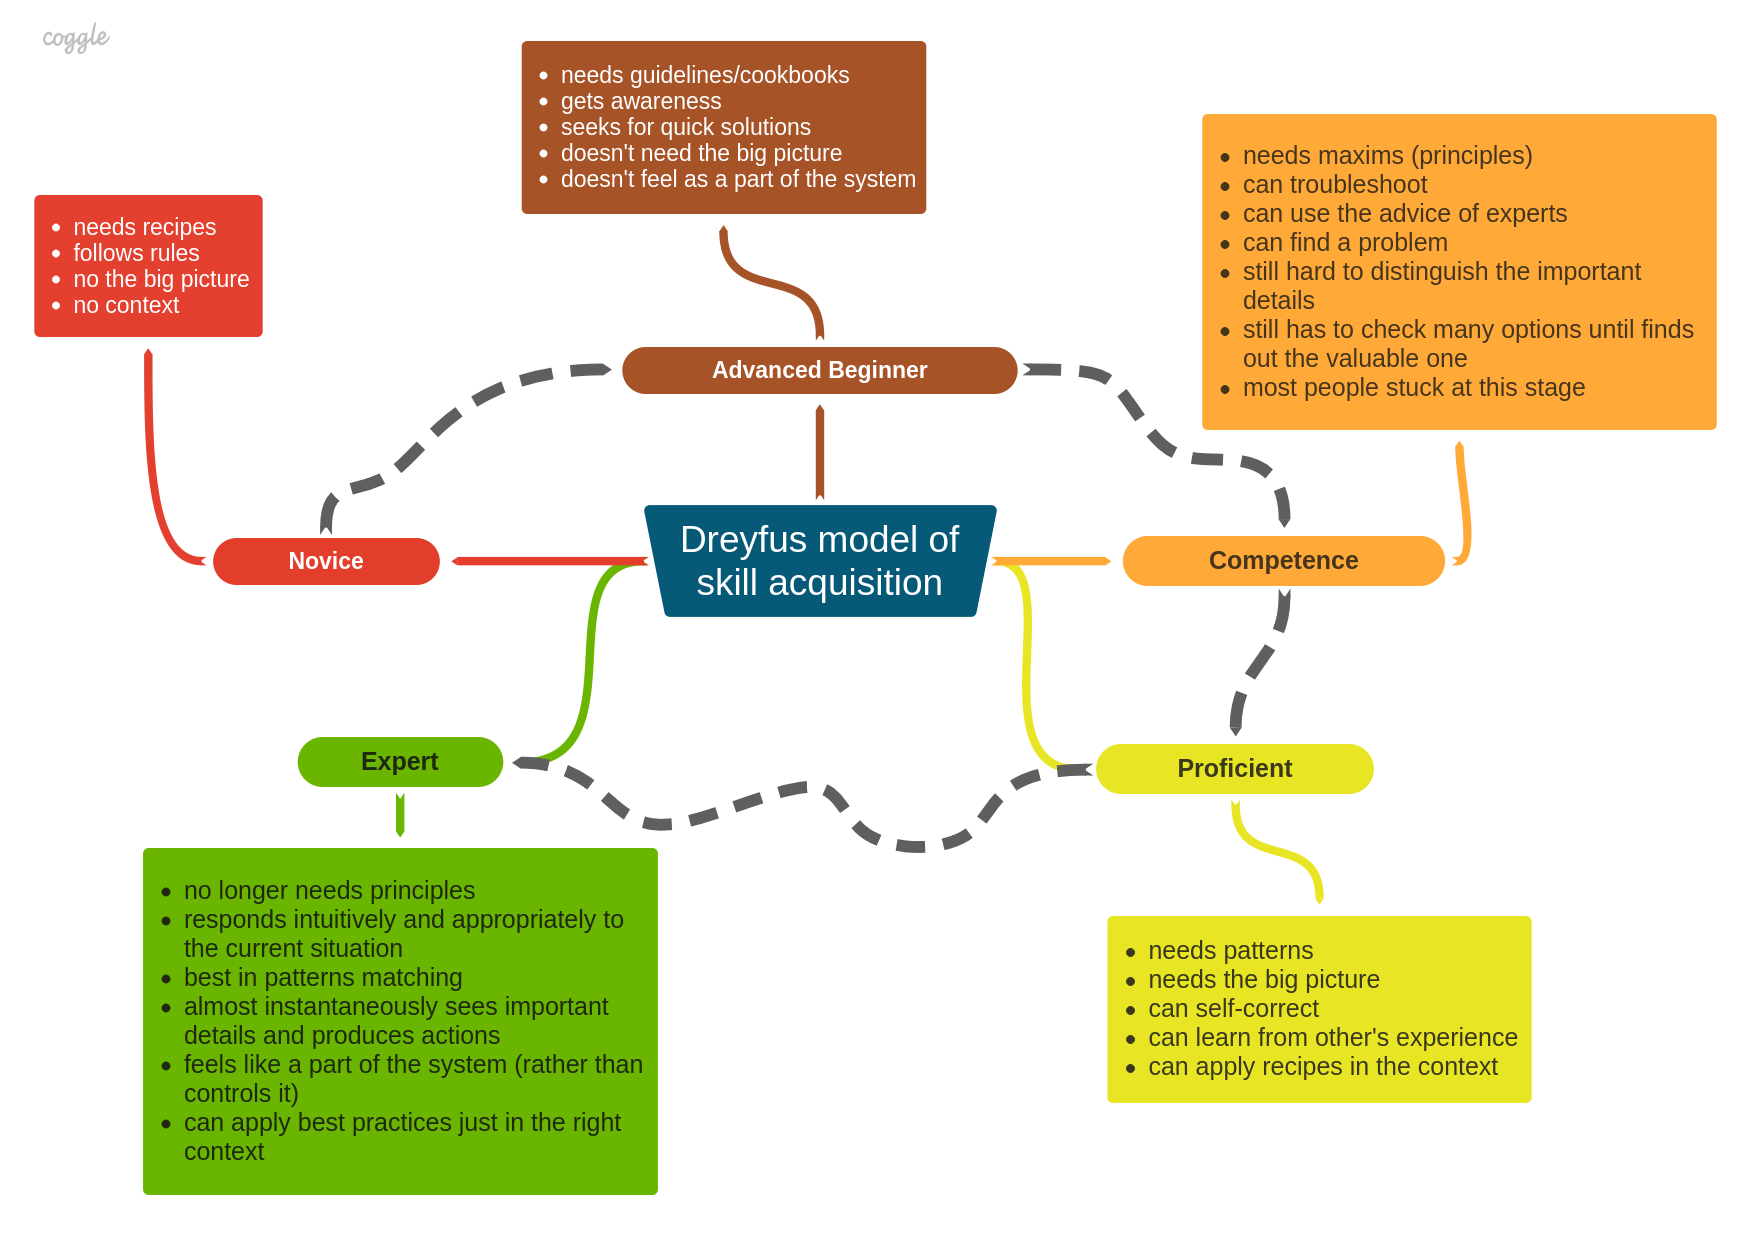 coggle
needs guidelines/cookbooks
gets awareness
seeks for quick solutions
doesn't need the big picture
doesn't feel as a part of the system
needs maxims (principles)
can troubleshoot
can use the advice of experts
can find a problem
still hard to distinguish the important
details
still has to check many options until finds
out the valuable one
most people stuck at this stage
needs recipes
follows rules
no the big picture
no context
Advanced Beginner
Novice
Dreyfus model of
skill acquisition
Competence
Expert
Proficient
no longer needs principles
responds intuitively and appropriately to
the current situation
best in patterns matching
almost instantaneously sees important
details and produces actions
feels like a part of the system (rather than
controls it)
can apply best practices just in the right
context
needs patterns
needs the big picture
can self-correct
can learn from other's experience
can apply recipes in the context